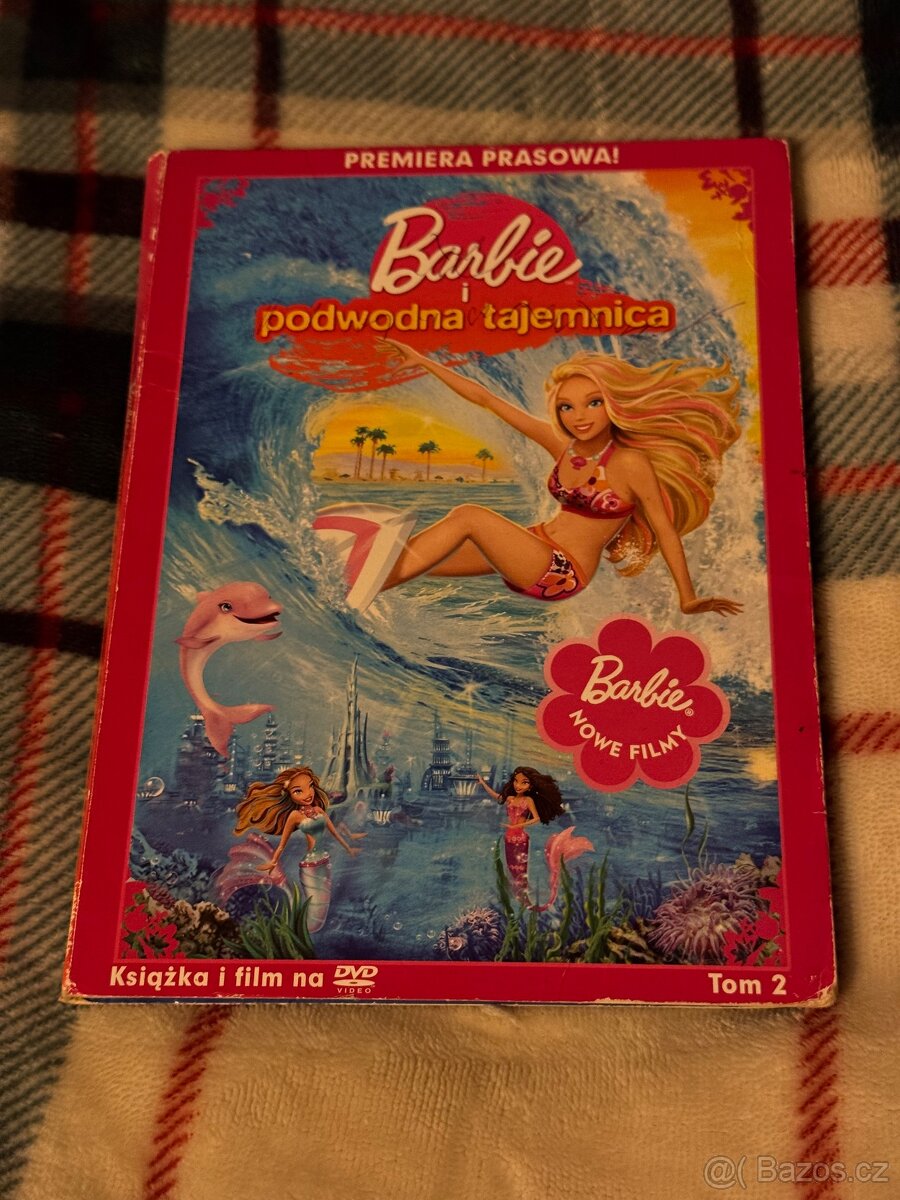 PREMIERA PRASOWA!
Barbie
i
podwodna tajemnica
Barbie®
NOWE FILMY
Książka i film na DVD
VIDEO
Tom 2
@( Bazos.cz